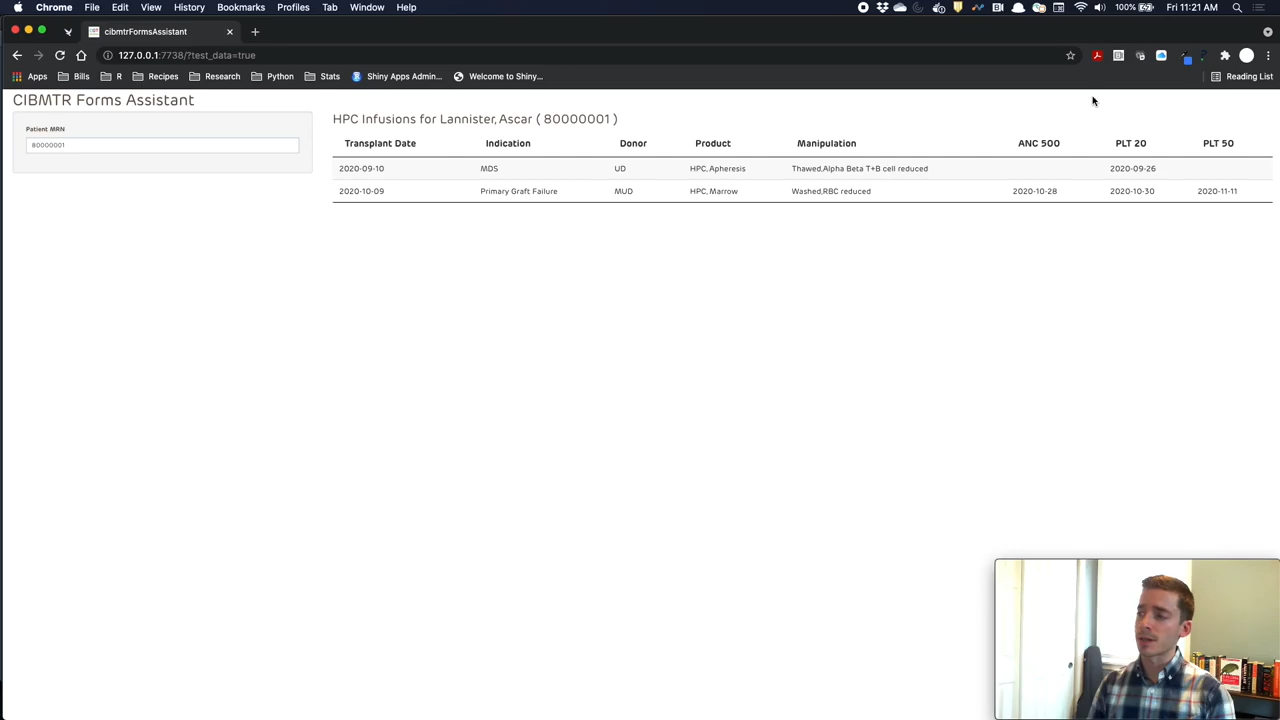 Chrome File Edit View History Bookmarks Profiles Tab Window Help 100% Fri 11:21 AM
cibmtrFormsAssistant
127.0.0.1:7738/?test_data=true
Apps Bills R Recipes Research Python Stats Shiny Apps Admin... Welcome to Shiny... Reading List
CIBMTR Forms Assistant
Patient MRN
80000001
HPC Infusions for Lannister, Ascar ( 80000001 )
Transplant Date Indication Donor Product Manipulation ANC 500 PLT 20 PLT 50
2020-09-10 MDS UD HPC, Apheresis Thawed,Alpha Beta T+B cell reduced 2020-09-26
2020-10-09 Primary Graft Failure MUD HPC, Marrow Washed,RBC reduced 2020-10-28 2020-10-30 2020-11-11